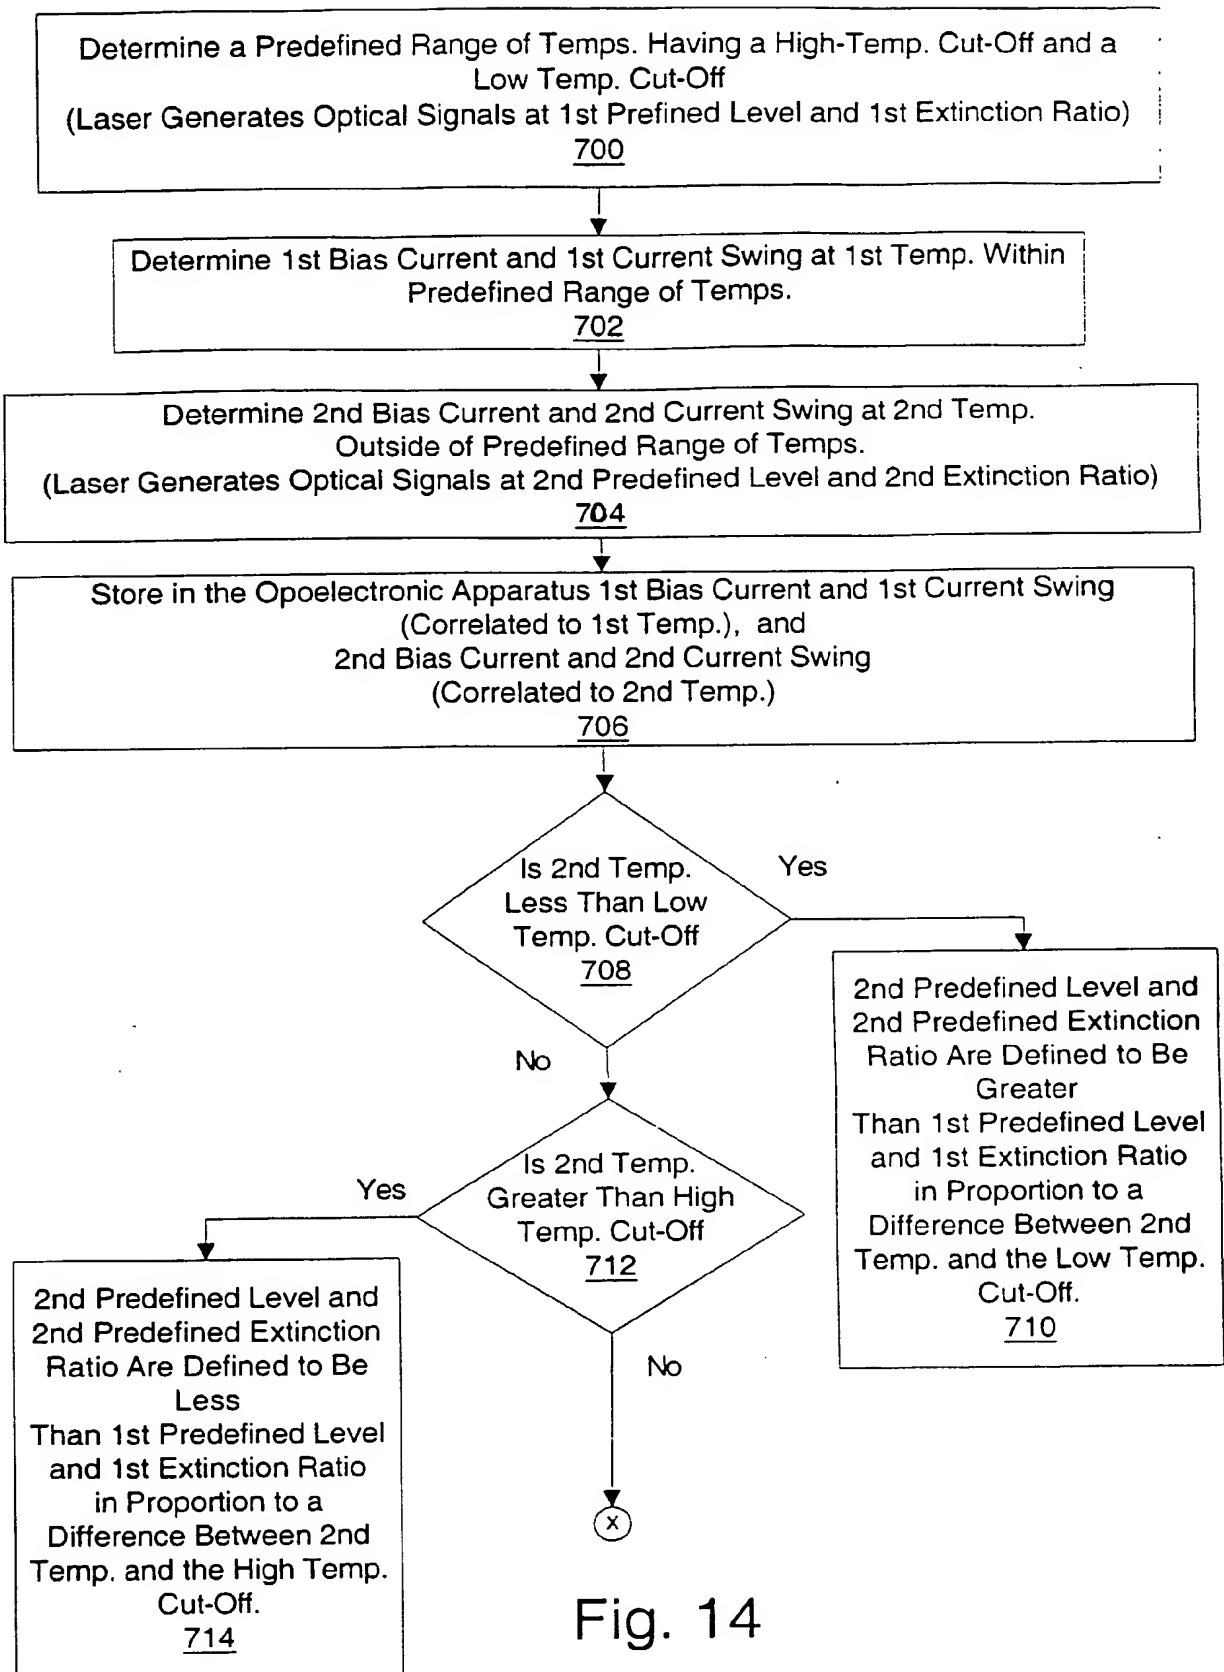 Determine a Predefined Range of Temps. Having a High-Temp. Cut-Off and a
Low Temp. Cut-Off
(Laser Generates Optical Signals at 1st Prefined Level and 1st Extinction Ratio)
700
Determine 1st Bias Current and 1st Current Swing at 1st Temp. Within
Predefined Range of Temps.
702
Determine 2nd Bias Current and 2nd Current Swing at 2nd Temp.
Outside of Predefined Range of Temps.
(Laser Generates Optical Signals at 2nd Predefined Level and 2nd Extinction Ratio)
704
Store in the Opoelectronic Apparatus 1st Bias Current and 1st Current Swing
(Correlated to 1st Temp.), and
2nd Bias Current and 2nd Current Swing
(Correlated to 2nd Temp.)
706
Is 2nd Temp.
Less Than Low
Temp. Cut-Off
708
Yes
No
2nd Predefined Level and
2nd Predefined Extinction
Ratio Are Defined to Be
Greater
Than 1st Predefined Level
and 1st Extinction Ratio
in Proportion to a
Difference Between 2nd
Temp. and the Low Temp.
Cut-Off.
710
Is 2nd Temp.
Greater Than High
Temp. Cut-Off
712
Yes
No
2nd Predefined Level and
2nd Predefined Extinction
Ratio Are Defined to Be
Less
Than 1st Predefined Level
and 1st Extinction Ratio
in Proportion to a
Difference Between 2nd
Temp. and the High Temp.
Cut-Off.
714
X
Fig. 14